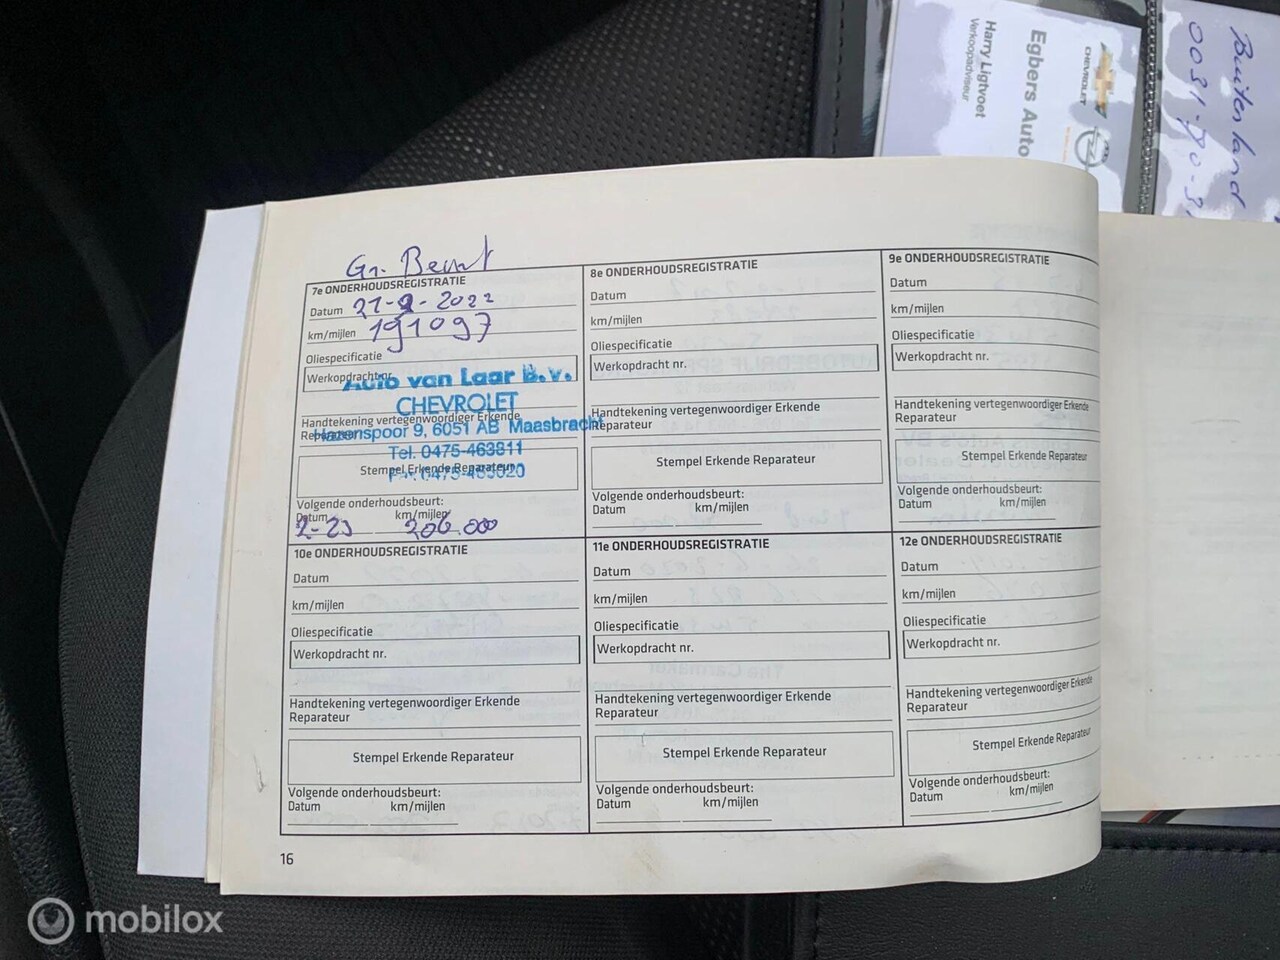 Buitenland
Harry Ligtvoet
Verkoopadviseur
Egbers Auto
CHEVROLET
Gr. Beurt
7e ONDERHOUDSREGISTRATIE
Datum 21-2-2022
km/mijlen 191097
Oliespecificatie
Werkopdracht nr.
Auto van Laar B.v.
CHEVROLET
Hazenspoor 9, 6051 AB Maasbracht
Tel. 0475-463811
Handtekening vertegenwoordiger Erkende
Reparateur
Stempel Erkende Reparateur
Volgende onderhoudsbeurt:
Datum km/mijlen
2-23 206.000
8e ONDERHOUDSREGISTRATIE
Datum
km/mijlen
Oliespecificatie
Werkopdracht nr.
Handtekening vertegenwoordiger Erkende
Reparateur
Stempel Erkende Reparateur
Volgende onderhoudsbeurt:
Datum km/mijlen
9e ONDERHOUDSREGISTRATIE
Datum
km/mijlen
Oliespecificatie
Werkopdracht nr.
Handtekening vertegenwoordiger Erkende
Reparateur
Stempel Erkende Reparateur
Volgende onderhoudsbeurt:
Datum km/mijlen
10e ONDERHOUDSREGISTRATIE
Datum
km/mijlen
Oliespecificatie
Werkopdracht nr.
Handtekening vertegenwoordiger Erkende
Reparateur
Stempel Erkende Reparateur
Volgende onderhoudsbeurt:
Datum km/mijlen
11e ONDERHOUDSREGISTRATIE
Datum
km/mijlen
Oliespecificatie
Werkopdracht nr.
Handtekening vertegenwoordiger Erkende
Reparateur
Stempel Erkende Reparateur
Volgende onderhoudsbeurt:
Datum km/mijlen
12e ONDERHOUDSREGISTRATIE
Datum
km/mijlen
Oliespecificatie
Werkopdracht nr.
Handtekening vertegenwoordiger Erkende
Reparateur
Stempel Erkende Reparateur
Volgende onderhoudsbeurt:
Datum km/mijlen
16
mobilox